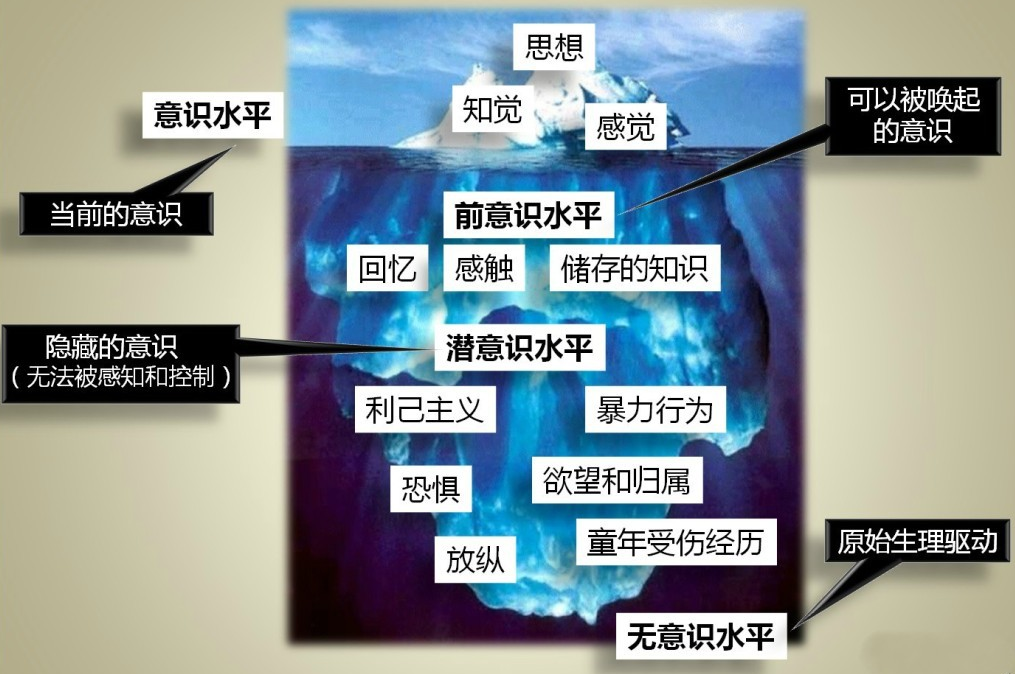 思想
知觉
感觉
意识水平
可以被唤起
的意识
当前的意识
前意识水平
回忆
感触
储存的知识
隐藏的意识
（无法被感知和控制）
潜意识水平
利己主义
暴力行为
恐惧
欲望和归属
放纵
童年受伤经历
原始生理驱动
无意识水平